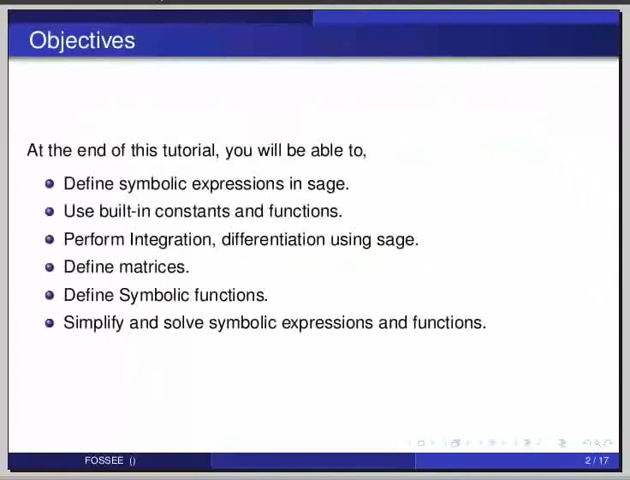 Objectives
At the end of this tutorial, you will be able to,
Define symbolic expressions in sage.
Use built-in constants and functions.
Perform Integration, differentiation using sage.
Define matrices.
Define Symbolic functions.
Simplify and solve symbolic expressions and functions.
FOSSEE ()
2 / 17